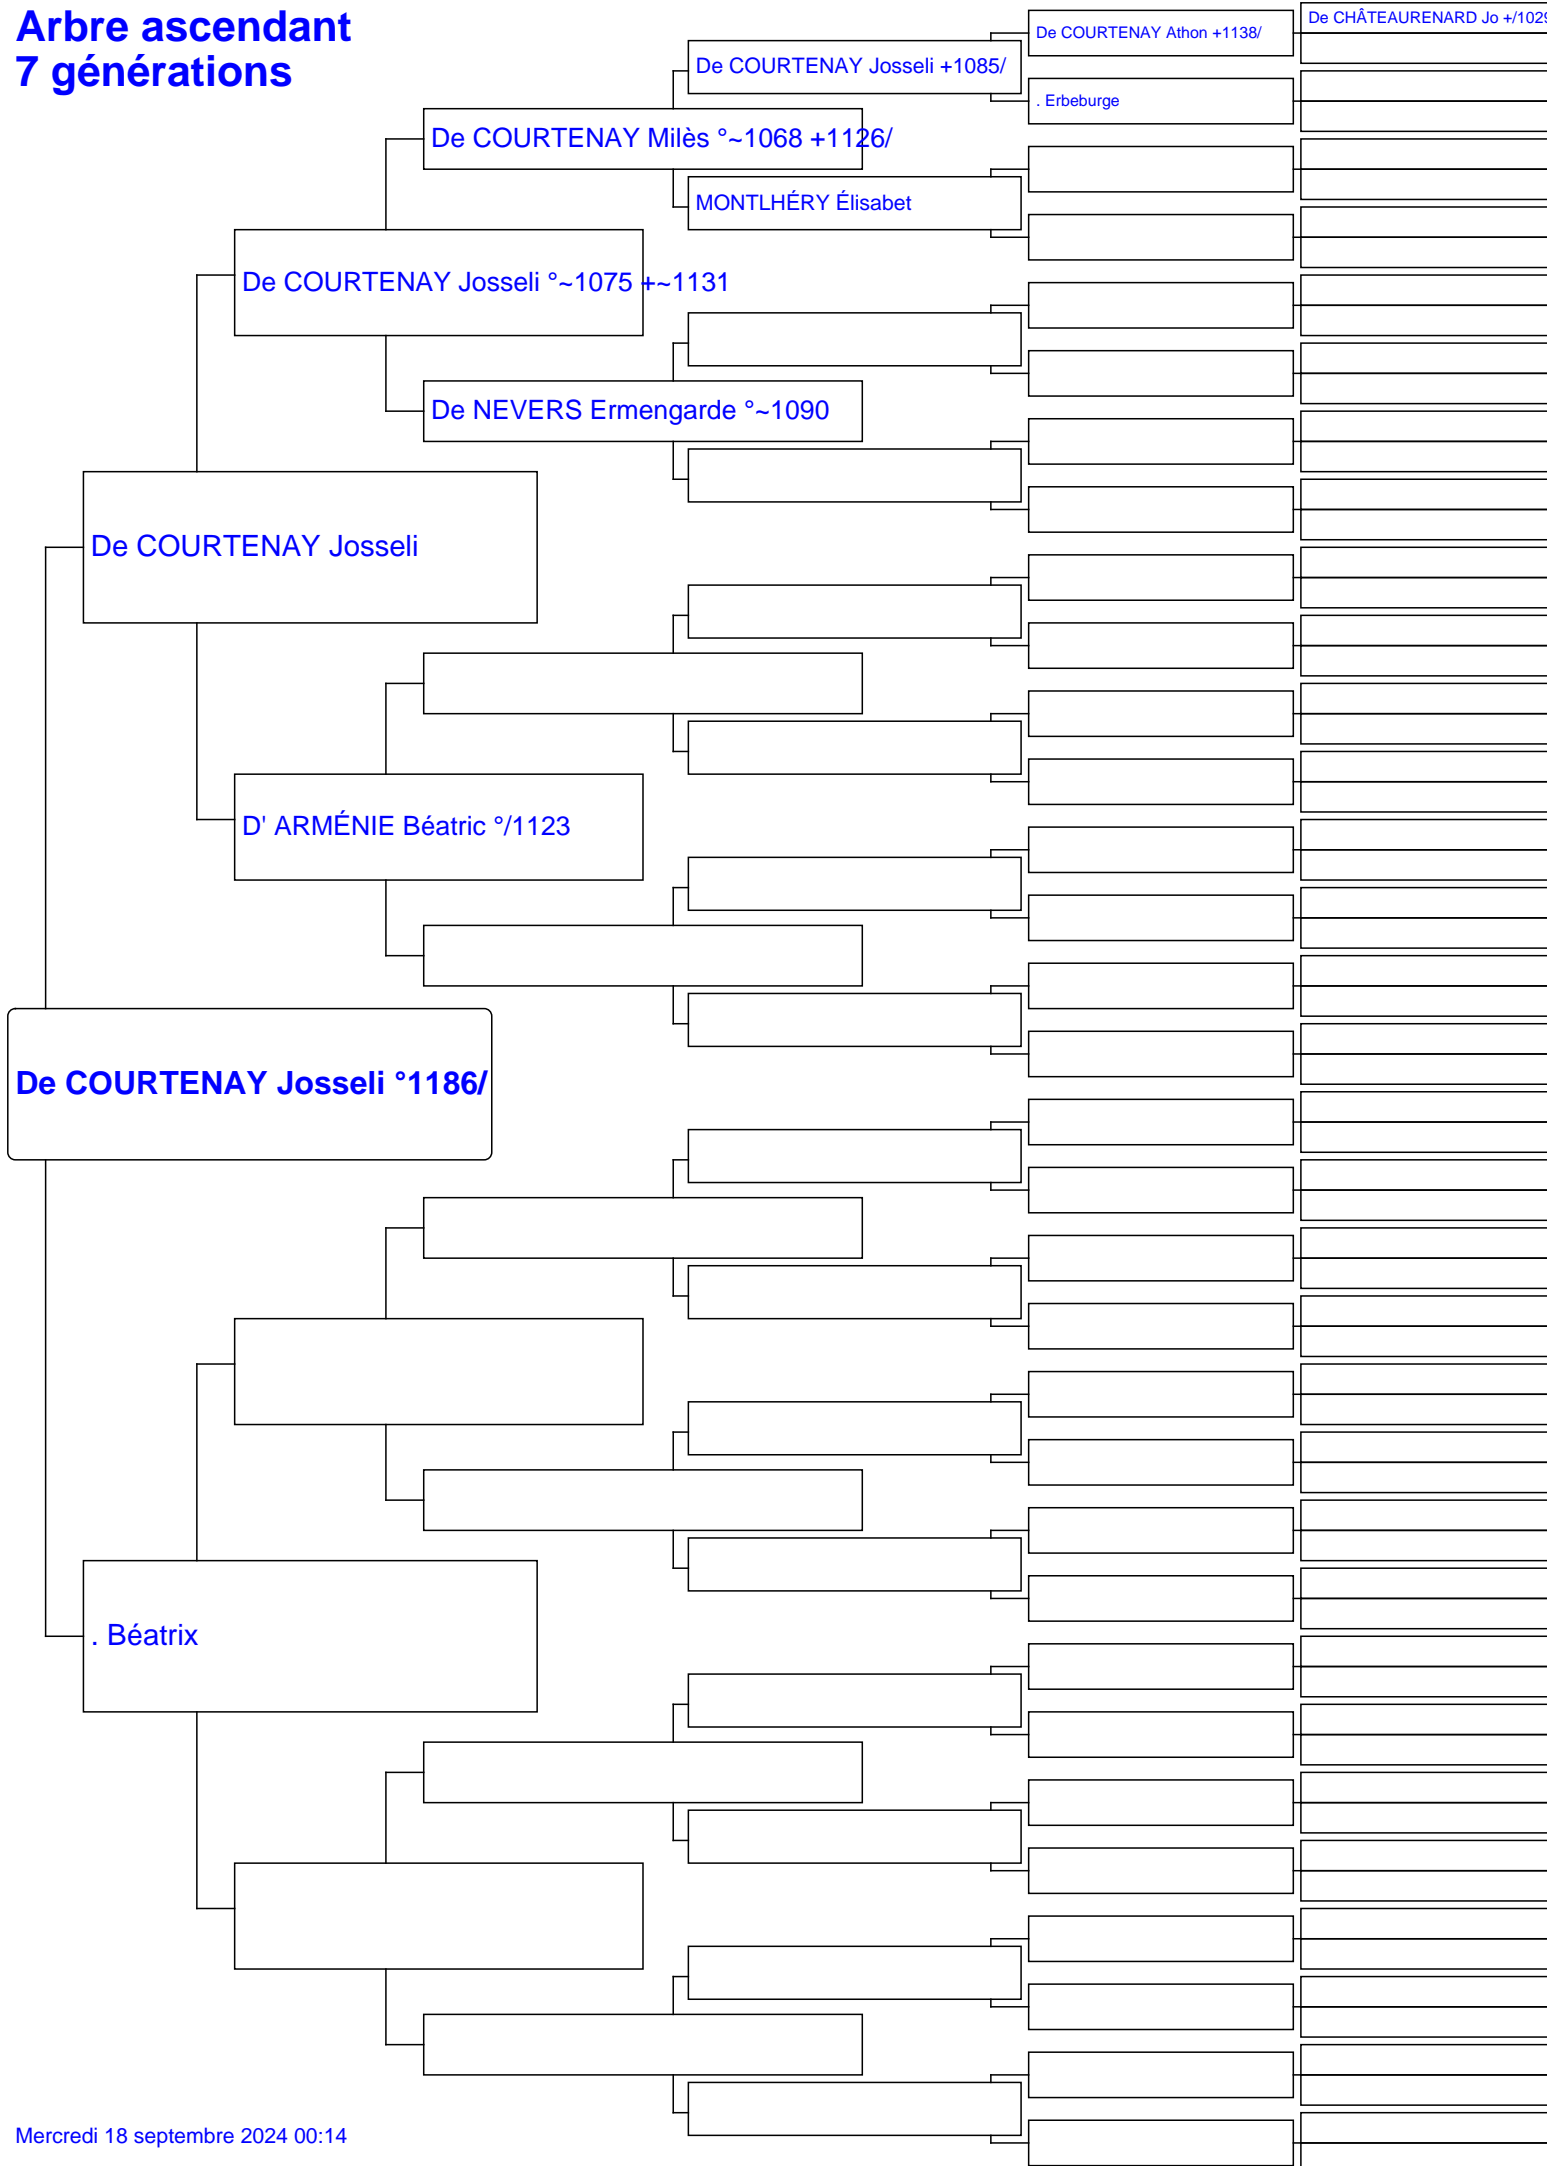 Arbre ascendant
7 générations
De CHÂTEAURENARD Jo +/1029
De COURTENAY Athon +1138/
De COURTENAY Josseli +1085/
. Erbeburge
De COURTENAY Milès °~1068 +1126/
MONTLHÉRY Élisabet
De COURTENAY Josseli °~1075 +~1131
De NEVERS Ermengarde °~1090
De COURTENAY Josseli
D' ARMÉNIE Béatric °/1123
De COURTENAY Josseli °1186/
. Béatrix
Mercredi 18 septembre 2024 00:14